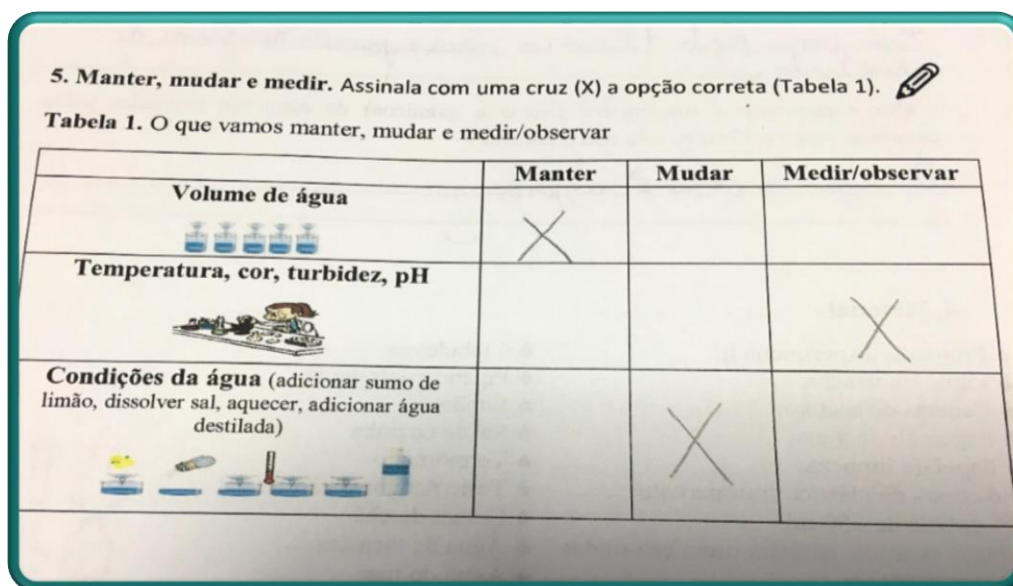 5. Manter, mudar e medir. Assinala com uma cruz (X) a opção correta (Tabela 1).
Tabela 1. O que vamos manter, mudar e medir/observar
Manter Mudar Medir/observar
Volume de água
X
Temperatura, cor, turbidez, pH
X
Condições da água (adicionar sumo de
limão, dissolver sal, aquecer, adicionar água
destilada)
X